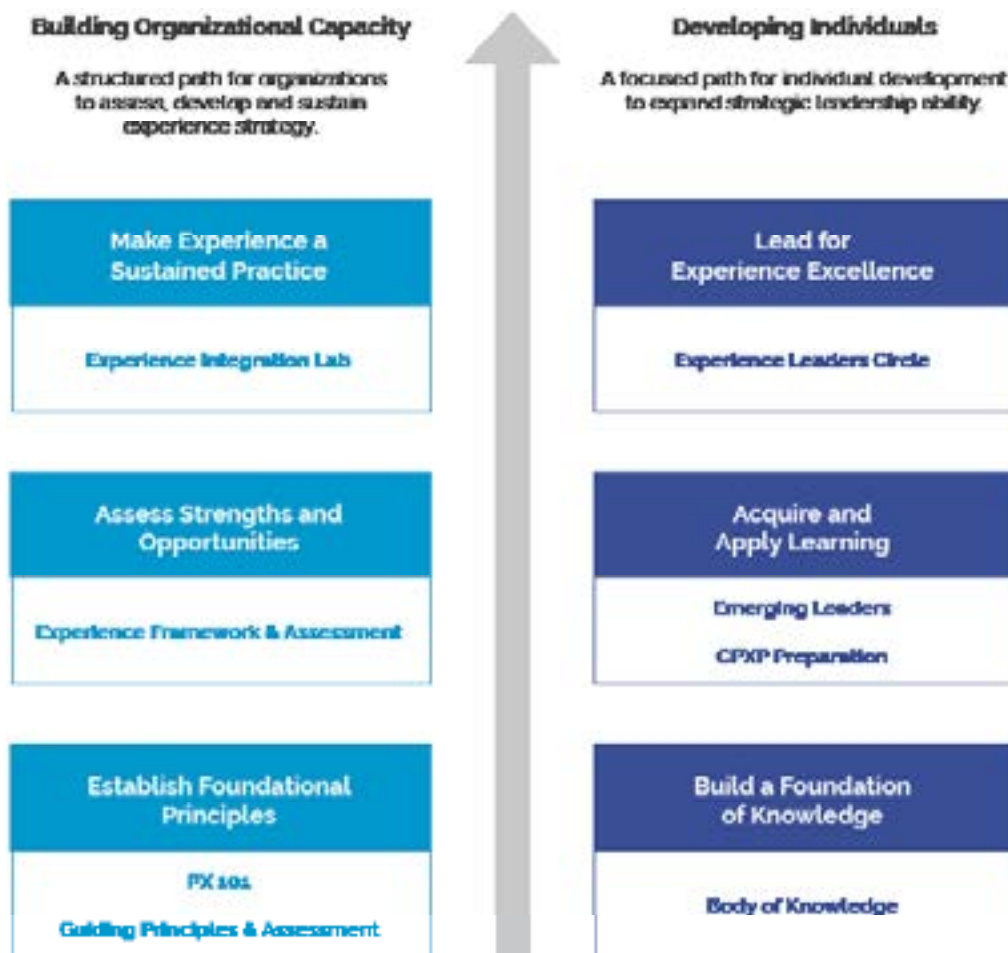 Building Organizational Capacity
A structured path for organizations
to assess, develop and sustain
experience strategy.
Make Experience a
Sustained Practice
Experience Integration Lab
Assess Strengths and
Opportunities
Experience Framework & Assessment
Establish Foundational
Principles
PX 101
Guiding Principles & Assessment
Developing Individuals
A focused path for individual development
to expand strategic leadership ability.
Lead for
Experience Excellence
Experience Leaders Circle
Acquire and
Apply Learning
Emerging Leaders
CPXP Preparation
Build a Foundation
of Knowledge
Body of Knowledge